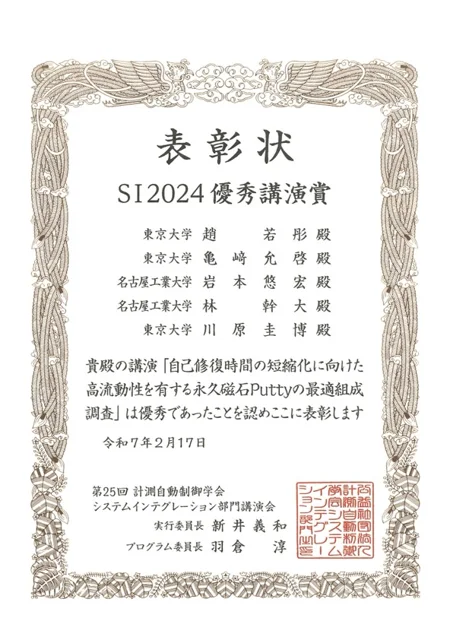 表彰状
SI2024優秀講演賞
東京大学 趙 若彤 殿
東京大学 亀﨑 允啓 殿
名古屋工業大学 岩本 悠宏 殿
名古屋工業大学 林 幹大 殿
東京大学 川原 圭博 殿
貴殿の講演「自己修復時間の短縮化に向けた
高流動性を有する永久磁石Puttyの最適組成
調査」は優秀であったことを認めここに表彰します
令和7年2月17日
第25回 計測自動制御学会
システムインテグレーション部門講演会
実行委員長 新井義和
プログラム委員長 羽倉 淳